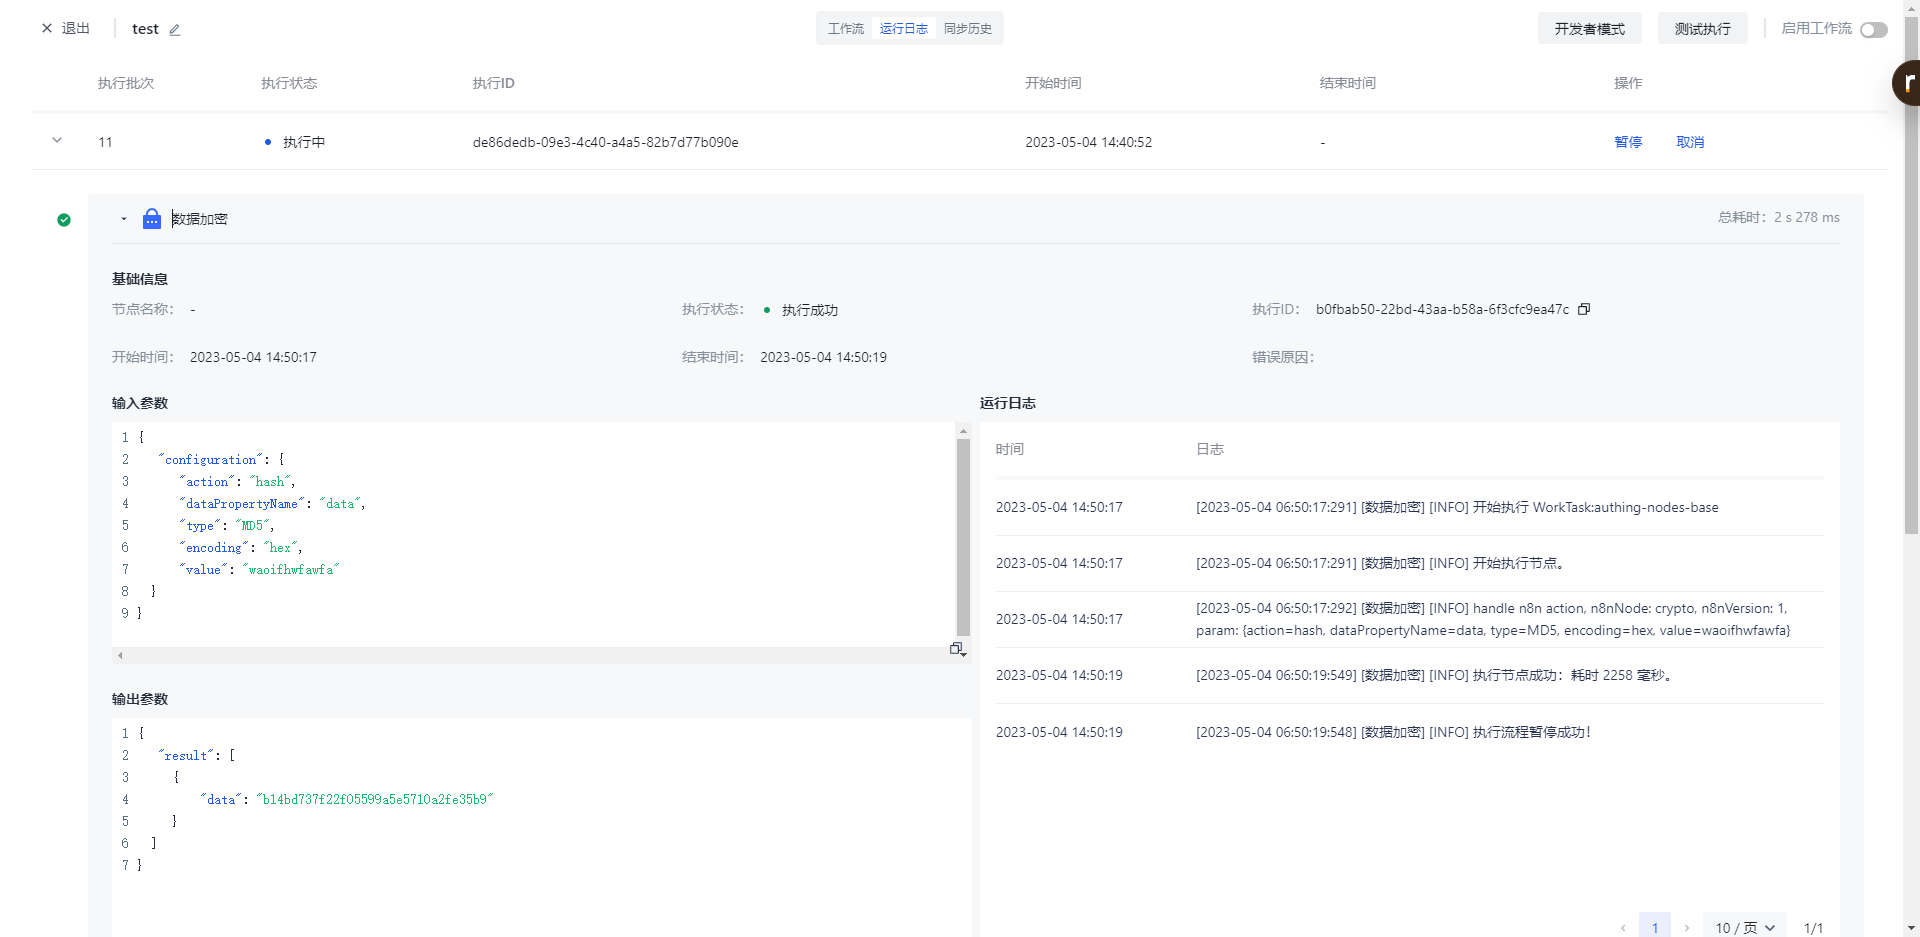 退出
test
工作流 运行日志 同步历史
开发者模式 测试执行 启用工作流
执行批次 执行状态 执行ID 开始时间 结束时间 操作
r
11 执行中 de86dedb-09e3-4c40-a4a5-82b7d77b090e 2023-05-04 14:40:52 - 暂停 取消
数据加密 总耗时：2 s 278 ms
基础信息
节点名称： - 执行状态： 执行成功 执行ID： b0fbab50-22bd-43aa-b58a-6f3cfc9ea47c
开始时间： 2023-05-04 14:50:17 结束时间： 2023-05-04 14:50:19 错误原因：
输入参数
1 {
2 "configuration": {
3 "action": "hash",
4 "dataPropertyName": "data",
5 "type": "MD5",
6 "encoding": "hex",
7 "value": "waoifhwfawfa"
8 }
9 }
输出参数
1 {
2 "result": [
3 {
4 "data": "b14bd737f22f05599a5e5710a2fe35b9"
5 }
6 ]
7 }
运行日志
时间 日志
2023-05-04 14:50:17 [2023-05-04 06:50:17:291] [数据加密] [INFO] 开始执行 WorkTask:authing-nodes-base
2023-05-04 14:50:17 [2023-05-04 06:50:17:291] [数据加密] [INFO] 开始执行节点。
2023-05-04 14:50:17 [2023-05-04 06:50:17:292] [数据加密] [INFO] handle n8n action, n8nNode: crypto, n8nVersion: 1,
param: {action=hash, dataPropertyName=data, type=MD5, encoding=hex, value=waoifhwfawfa}
2023-05-04 14:50:19 [2023-05-04 06:50:19:549] [数据加密] [INFO] 执行节点成功：耗时 2258 毫秒。
2023-05-04 14:50:19 [2023-05-04 06:50:19:548] [数据加密] [INFO] 执行流程暂停成功！
1 10 / 页 1/1